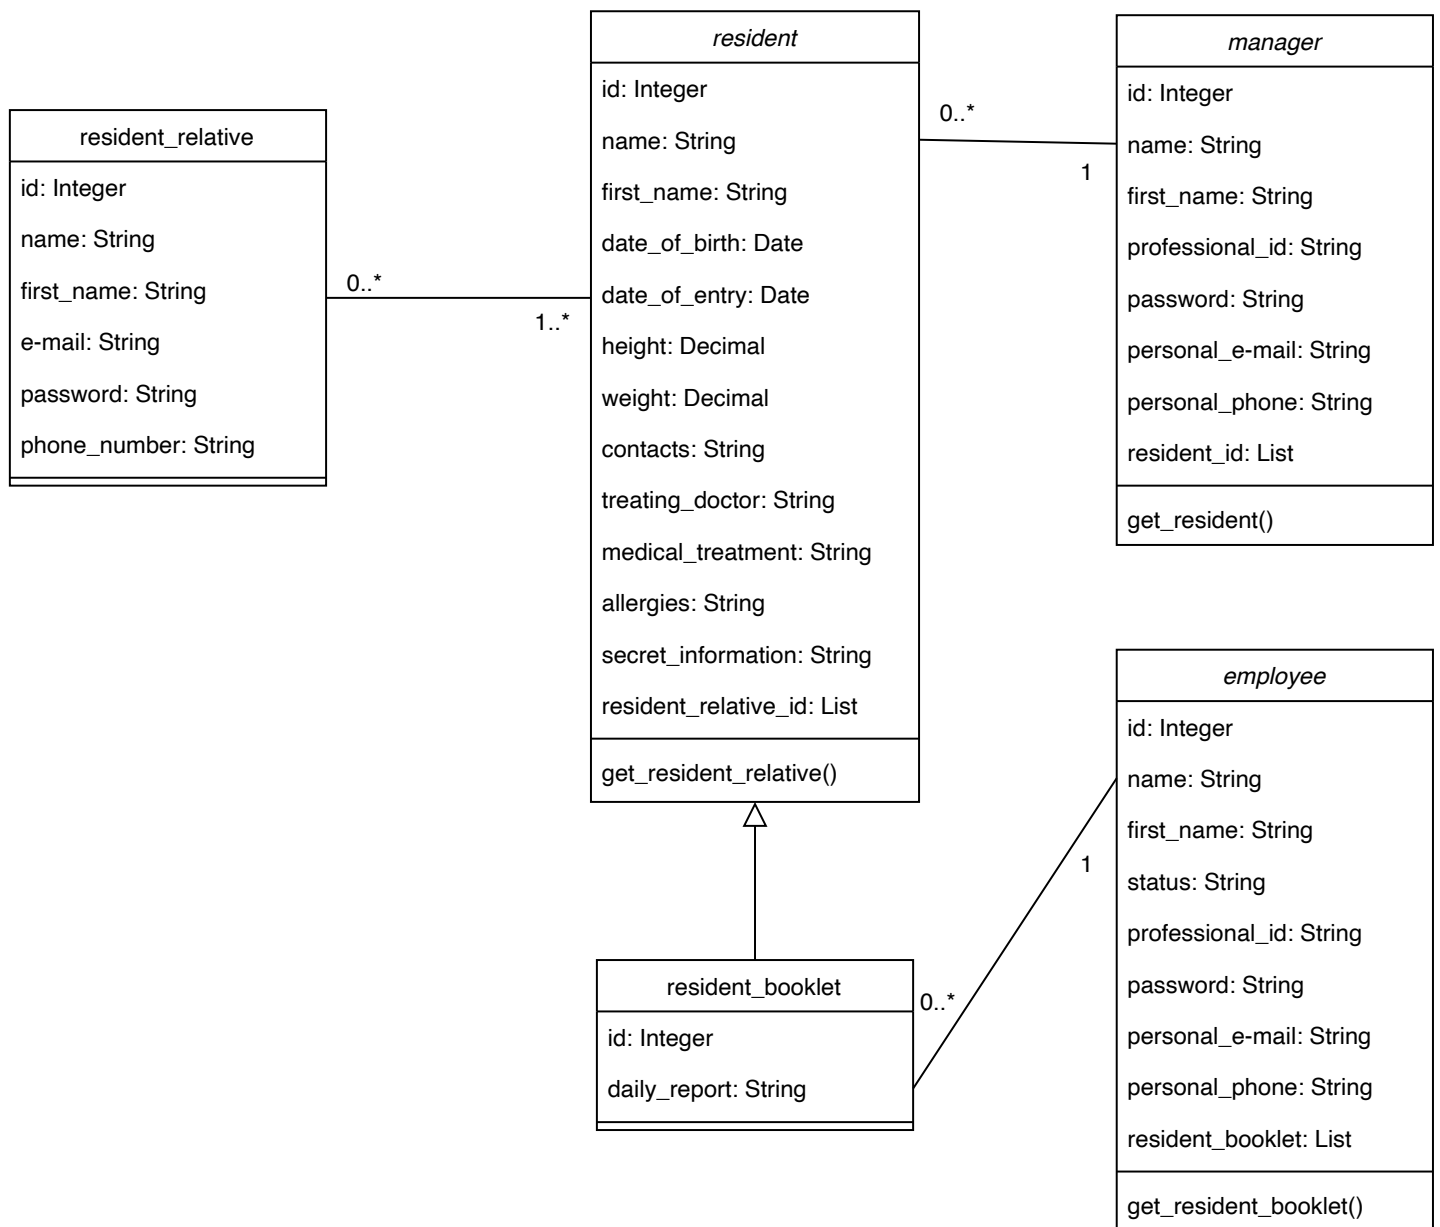 resident_relative
id: Integer
name: String
first_name: String
e-mail: String
password: String
phone_number: String
0..*
1..*
resident
id: Integer
name: String
first_name: String
date_of_birth: Date
date_of_entry: Date
height: Decimal
weight: Decimal
contacts: String
treating_doctor: String
medical_treatment: String
allergies: String
secret_information: String
resident_relative_id: List
get_resident_relative()
0..*
1
manager
id: Integer
name: String
first_name: String
professional_id: String
password: String
personal_e-mail: String
personal_phone: String
resident_id: List
get_resident()
resident_booklet
id: Integer
daily_report: String
0..*
1
employee
id: Integer
name: String
first_name: String
status: String
professional_id: String
password: String
personal_e-mail: String
personal_phone: String
resident_booklet: List
get_resident_booklet()